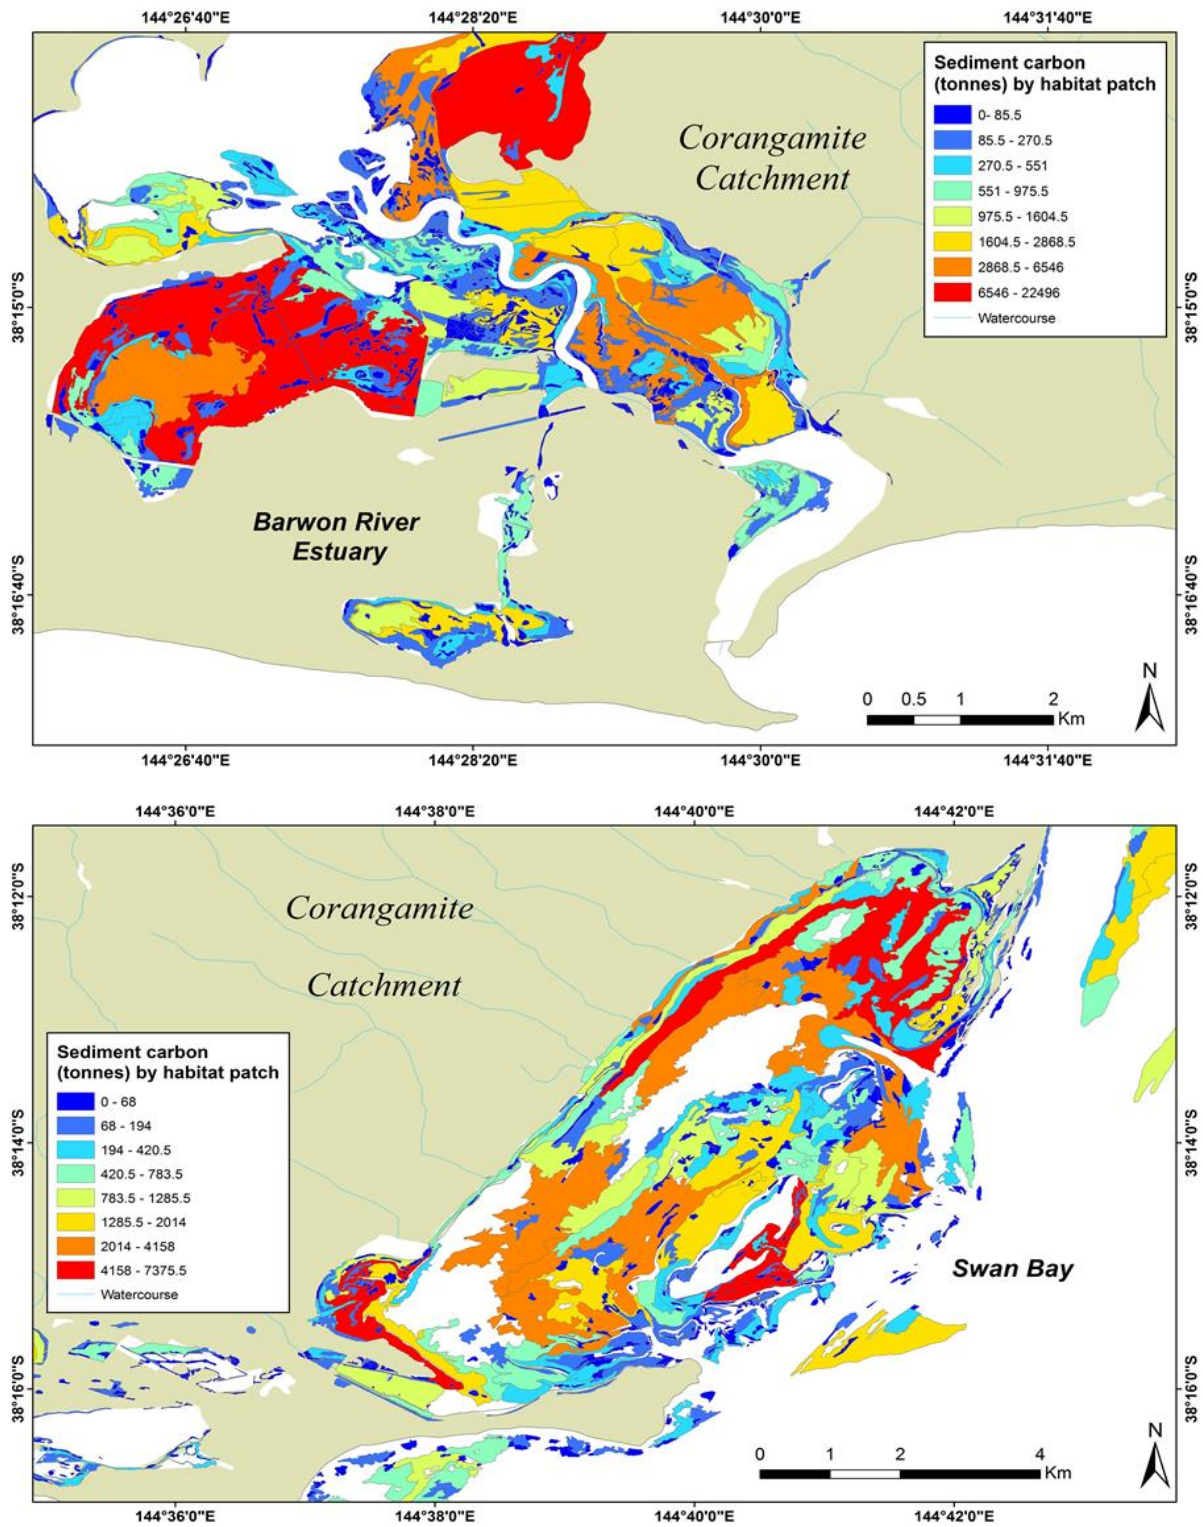 144°26'40"E 144°28'20"E 144°30'0"E 144°31'40"E
Sediment carbon
(tonnes) by habitat patch
0- 85.5
85.5 - 270.5
270.5 - 551
551 - 975.5
975.5 - 1604.5
1604.5 - 2868.5
2868.5 - 6546
6546 - 22496
Watercourse
Corangamite
Catchment
38°15'0"S 38°15'0"S
Barwon River
Estuary
38°16'40"S 38°16'40"S
N
0 0.5 1 2
Km
144°26'40"E 144°28'20"E 144°30'0"E 144°31'40"E
144°36'0"E 144°38'0"E 144°40'0"E 144°42'0"E
38°12'0"S 38°12'0"S
Corangamite
Catchment
Sediment carbon
(tonnes) by habitat patch
0 - 68
68 - 194
194 - 420.5
420.5 - 783.5
783.5 - 1285.5
1285.5 - 2014
2014 - 4158
4158 - 7375.5
Watercourse
38°14'0"S 38°14'0"S
Swan Bay
38°16'0"S 38°16'0"S
N
0 1 2 4
Km
144°36'0"E 144°38'0"E 144°40'0"E 144°42'0"E